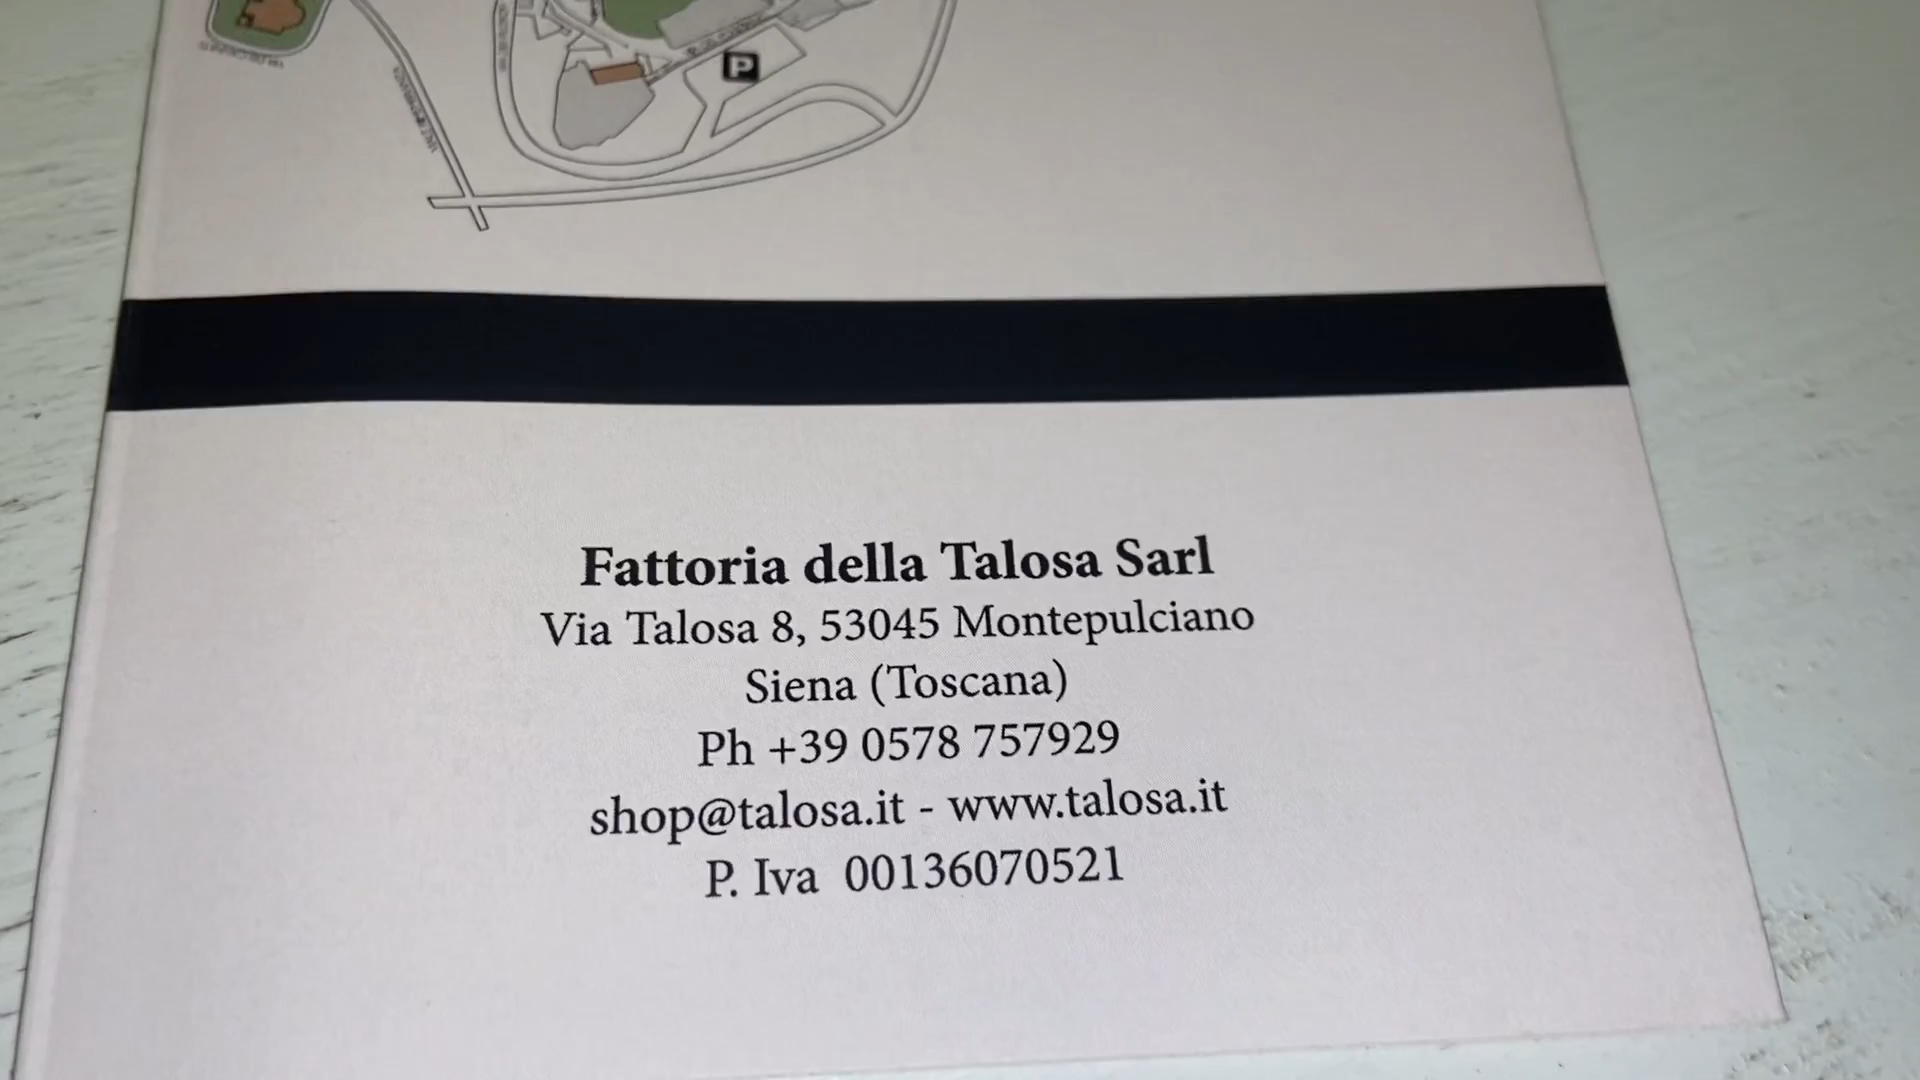 P
Fattoria della Talosa Sarl
Via Talosa 8, 53045 Montepulciano
Siena (Toscana)
Ph +39 0578 757929
shop@talosa.it - www.talosa.it
P. Iva 00136070521